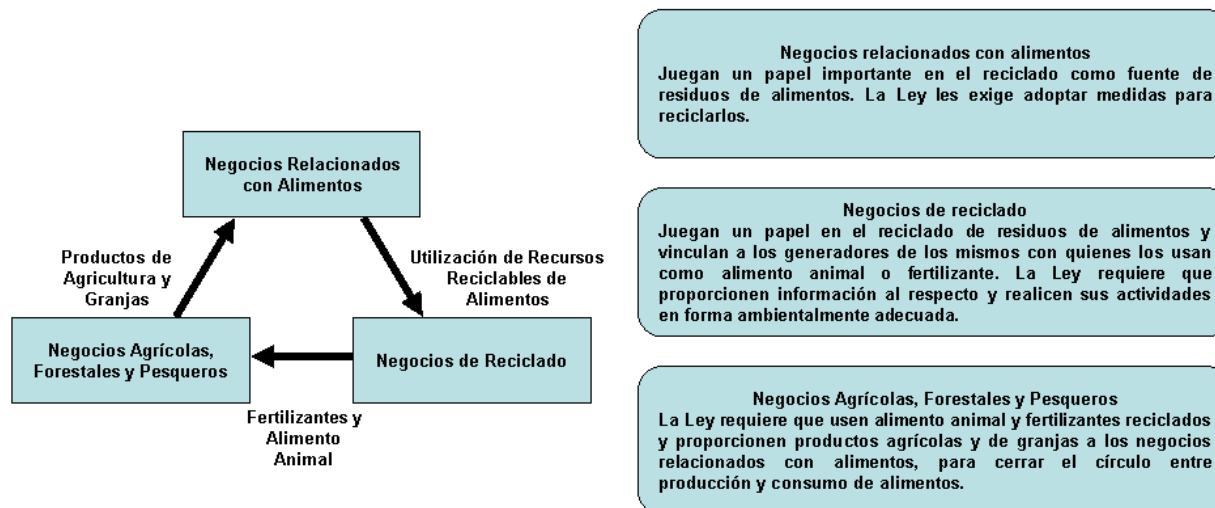 Negocios Relacionados
con Alimentos
Productos de
Agricultura y
Granjas
Utilización de Recursos
Reciclables de
Alimentos
Negocios Agrícolas,
Forestales y Pesqueros
Negocios de Reciclado
Fertilizantes y
Alimento
Animal
Negocios relacionados con alimentos
Juegan un papel importante en el reciclado como fuente de
residuos de alimentos. La Ley les exige adoptar medidas para
reciclarlos.
Negocios de reciclado
Juegan un papel en el reciclado de residuos de alimentos y
vinculan a los generadores de los mismos con quienes los usan
como alimento animal o fertilizante. La Ley requiere que
proporcionen información al respecto y realicen sus actividades
en forma ambientalmente adecuada.
Negocios Agrícolas, Forestales y Pesqueros
La Ley requiere que usen alimento animal y fertilizantes reciclados
y proporcionen productos agrícolas y de granjas a los negocios
relacionados con alimentos, para cerrar el círculo entre
producción y consumo de alimentos.